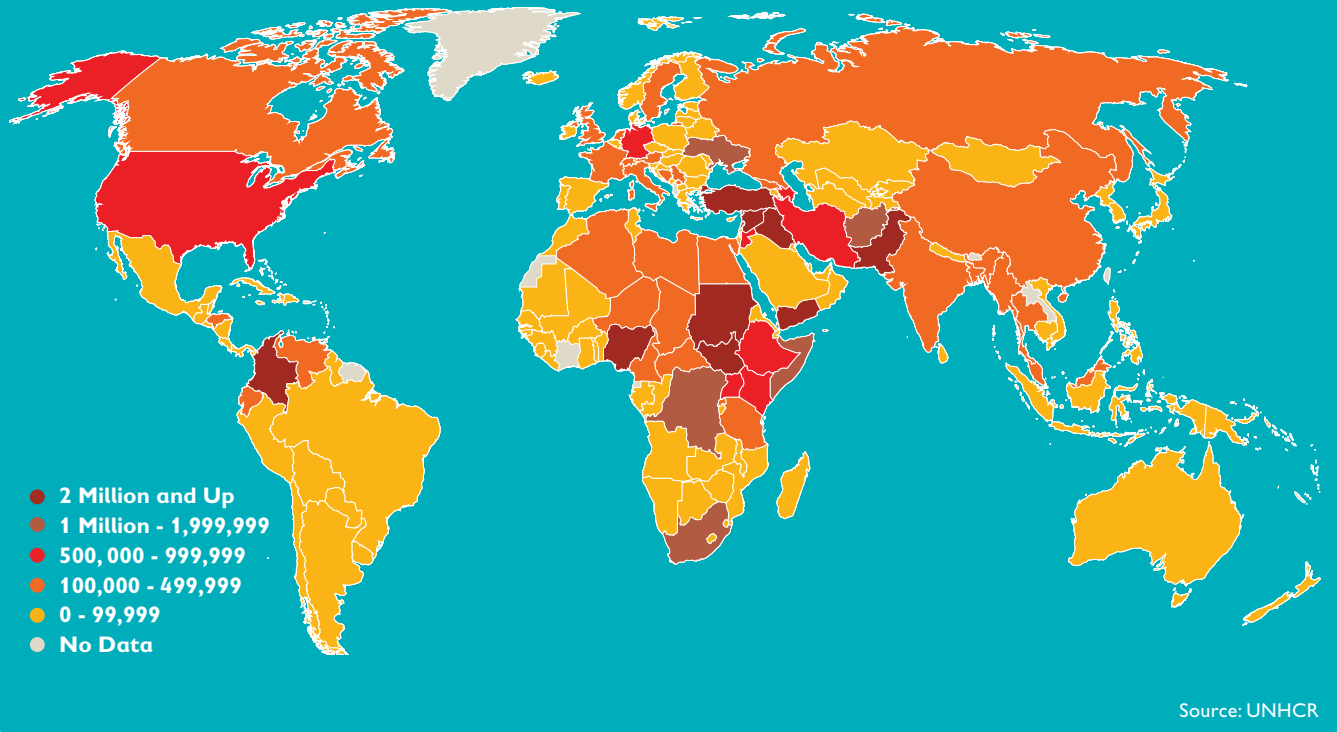 2 Million and Up
1 Million - 1,999,999
500,000 - 999,999
100,000 - 499,999
0 - 99,999
No Data
Source: UNHCR